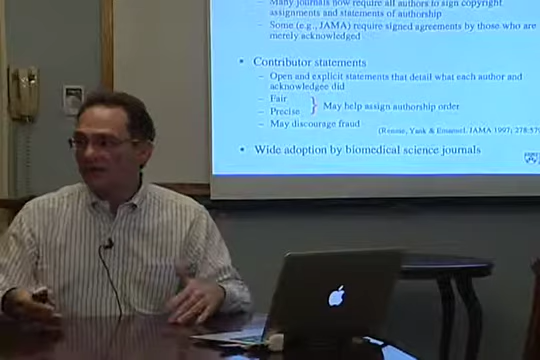 Many journals now require all authors to sign copyright
assignments and statements of authorship
– Some (e.g., JAMA) require signed agreements by those who are
merely acknowledged
• Contributor statements
– Open and explicit statements that detail what each author and
acknowledgee did
– Fair
– Precise } May help assign authorship order
– May discourage fraud
(Rennie, Yank & Emanuel. JAMA 1997; 278:57
• Wide adoption by biomedical science journals